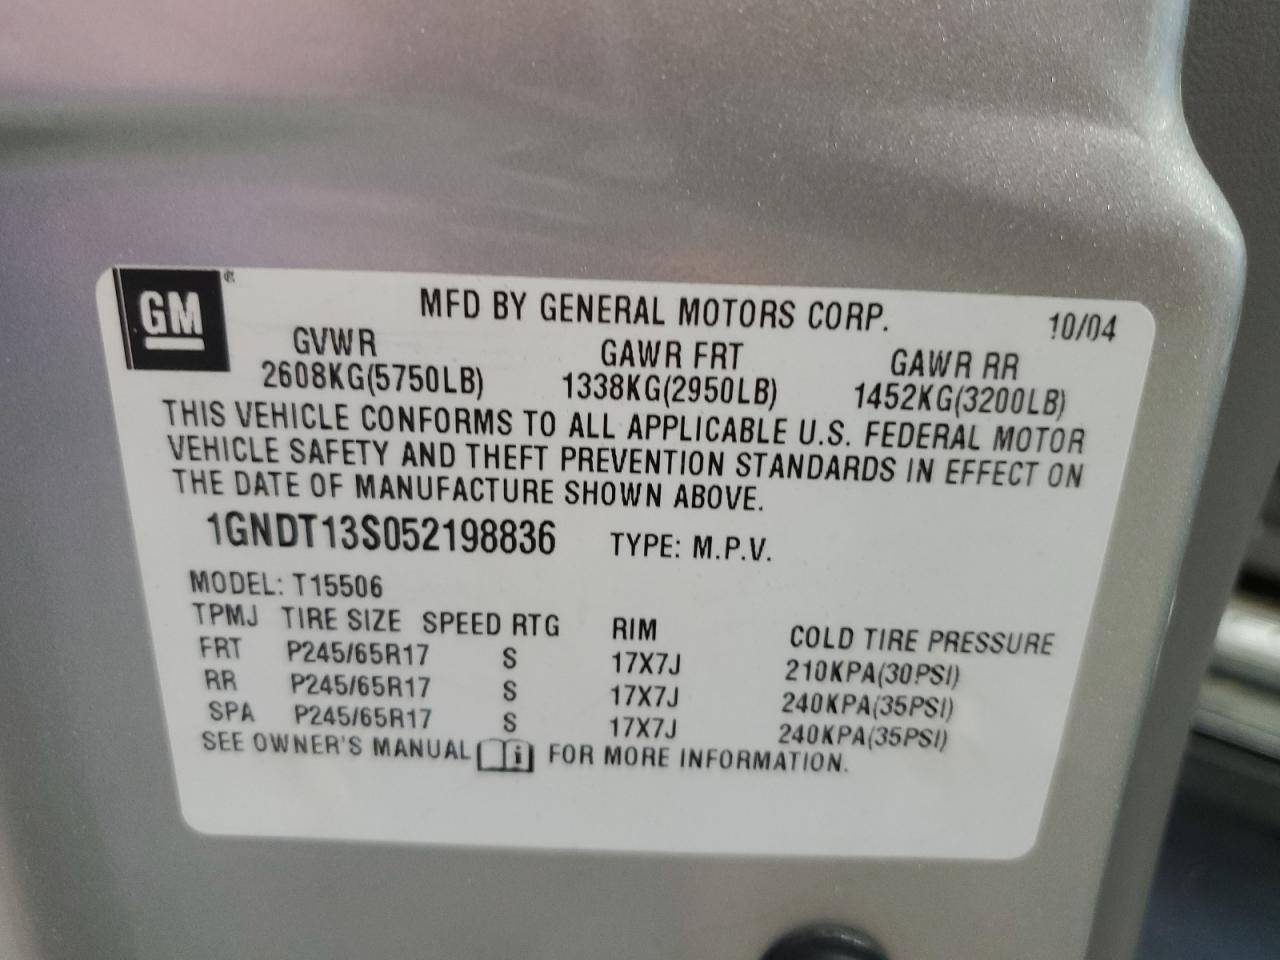 GM
MFD BY GENERAL MOTORS CORP. 10/04
GVWR GAWR FRT GAWR RR
2608KG(5750LB) 1338KG(2950LB) 1452KG(3200LB)
THIS VEHICLE CONFORMS TO ALL APPLICABLE U.S. FEDERAL MOTOR
VEHICLE SAFETY AND THEFT PREVENTION STANDARDS IN EFFECT ON
THE DATE OF MANUFACTURE SHOWN ABOVE.
1GNDT13S052198836 TYPE: M.P.V.
MODEL: T15506
TPMJ TIRE SIZE SPEED RTG RIM COLD TIRE PRESSURE
FRT P245/65R17 S 17X7J 210KPA(30PSI)
RR P245/65R17 S 17X7J 240KPA(35PSI)
SPA P245/65R17 S 17X7J 240KPA(35PSI)
SEE OWNER'S MANUAL i FOR MORE INFORMATION.